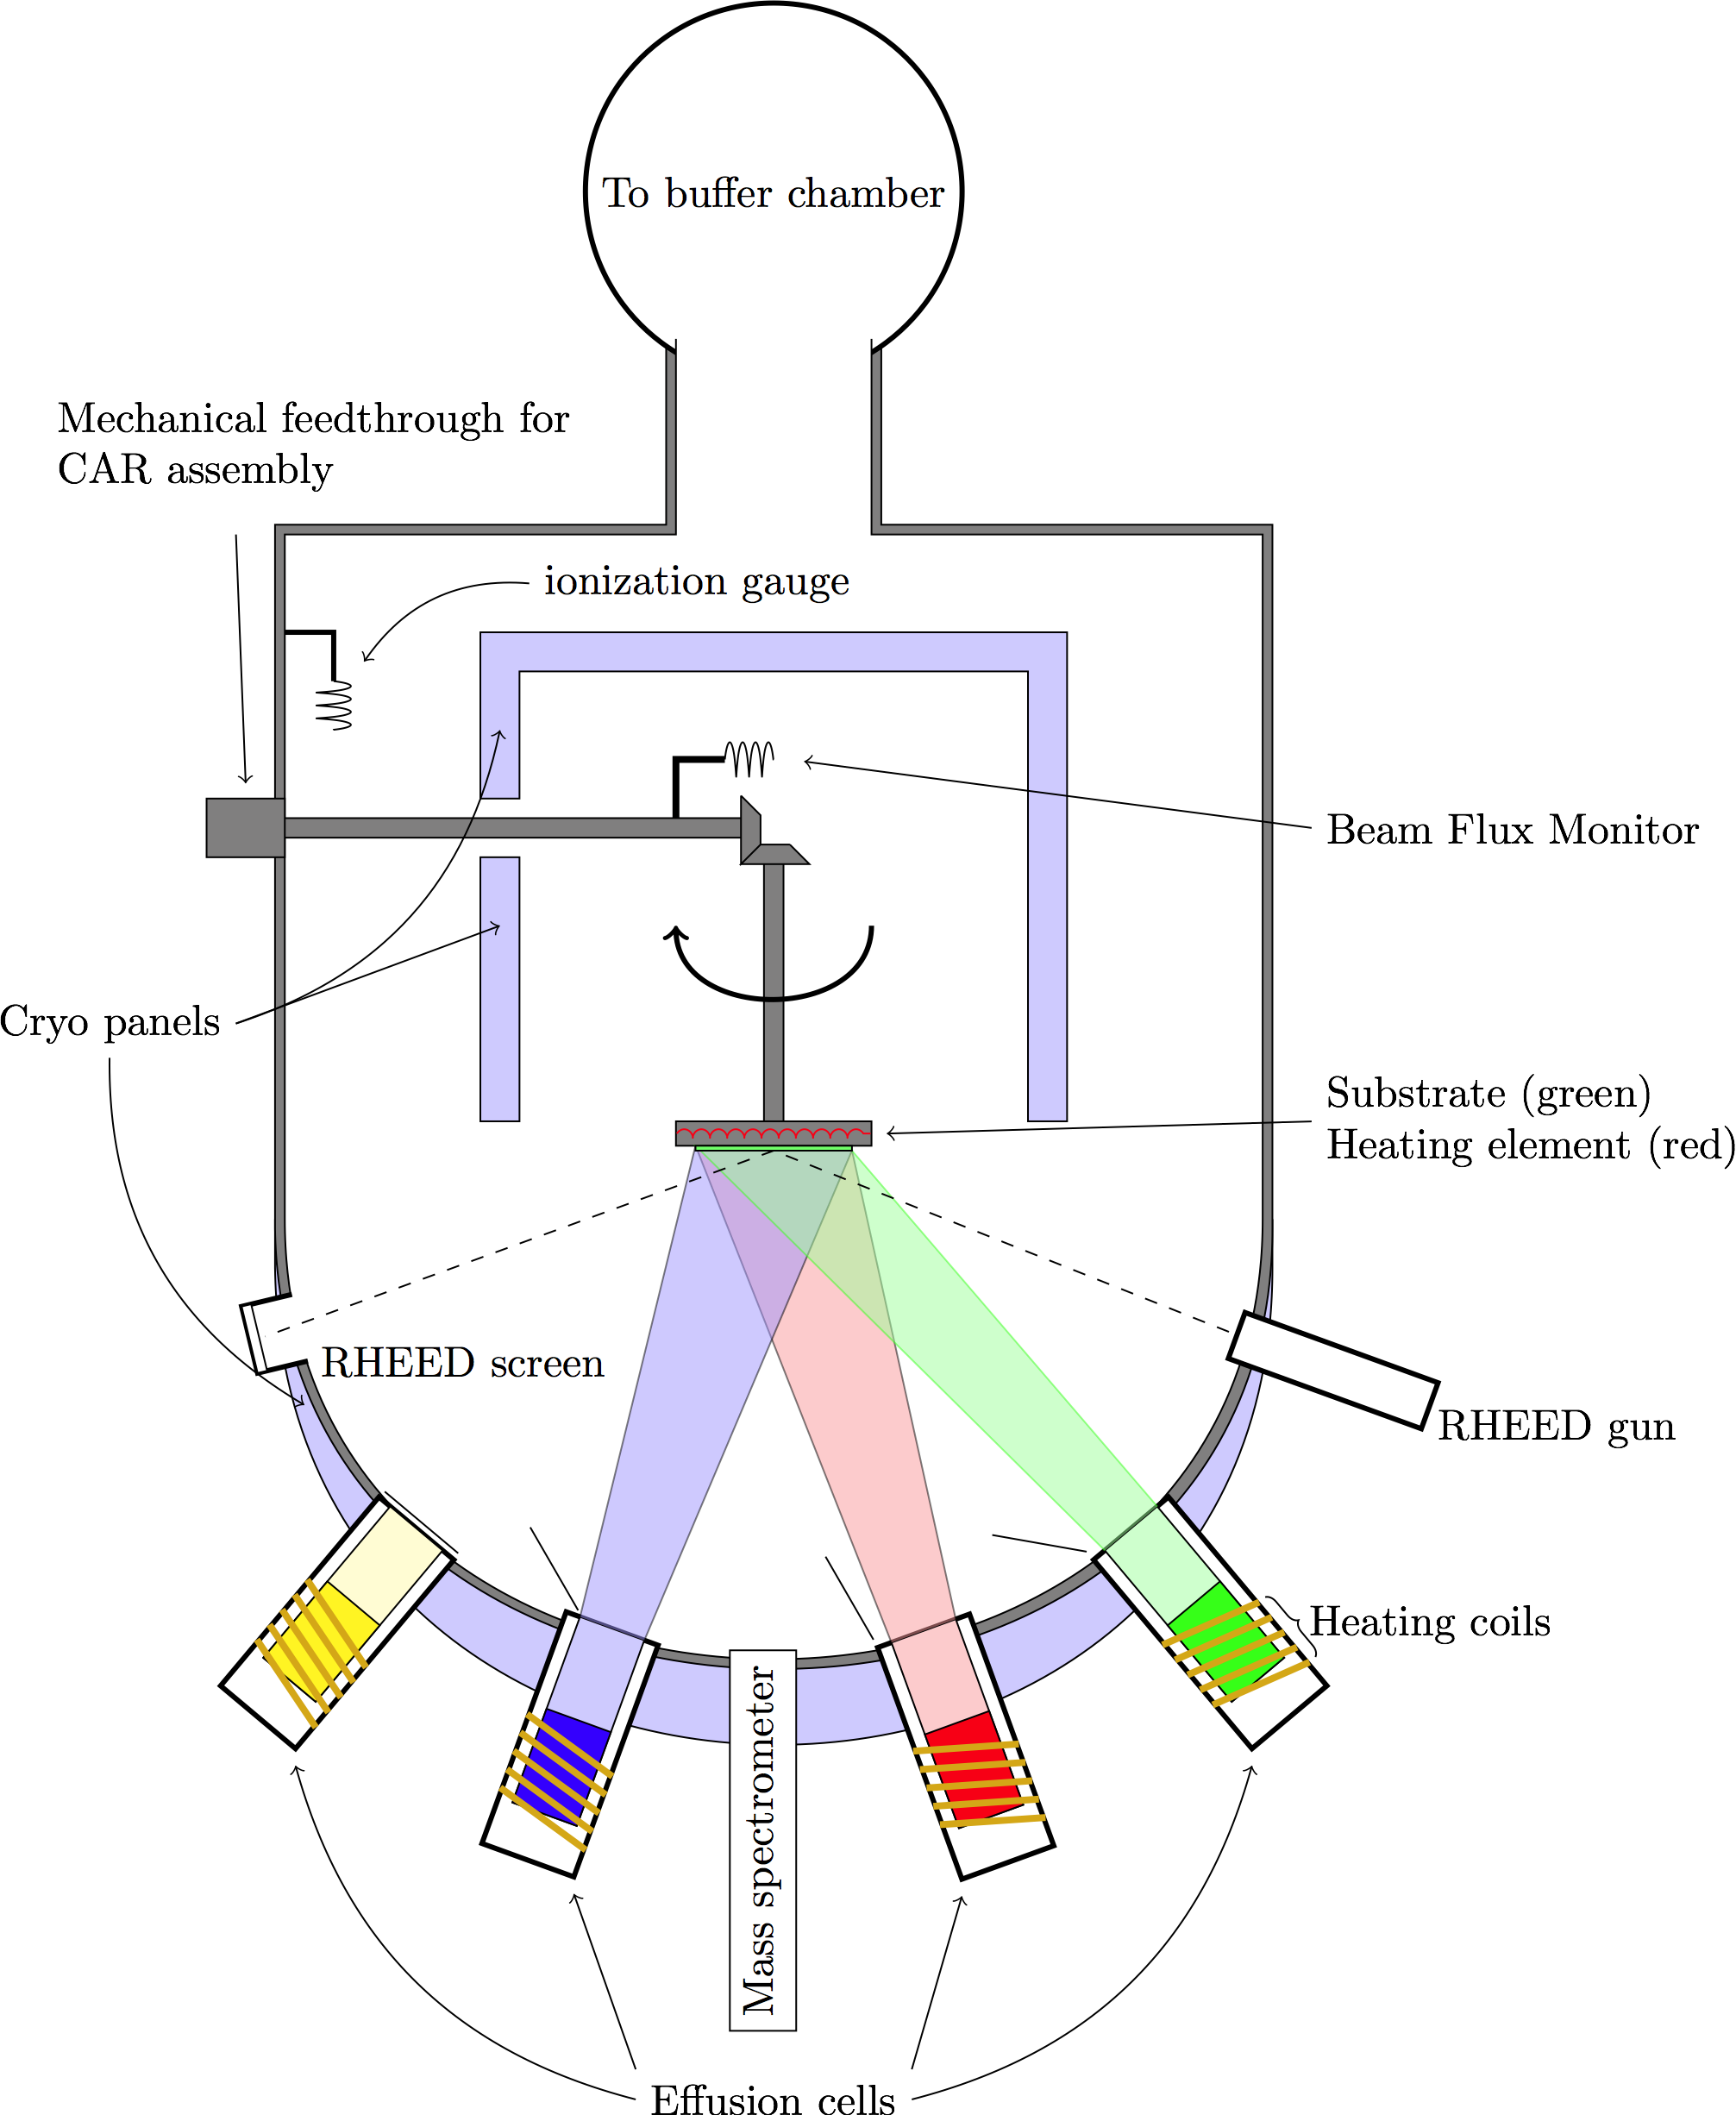 To buffer chamber
Mechanical feedthrough for
CAR assembly
ionization gauge
Beam Flux Monitor
Cryo panels
Substrate (green)
Heating element (red)
RHEED screen
RHEED gun
Heating coils
Mass spectrometer
Effusion cells